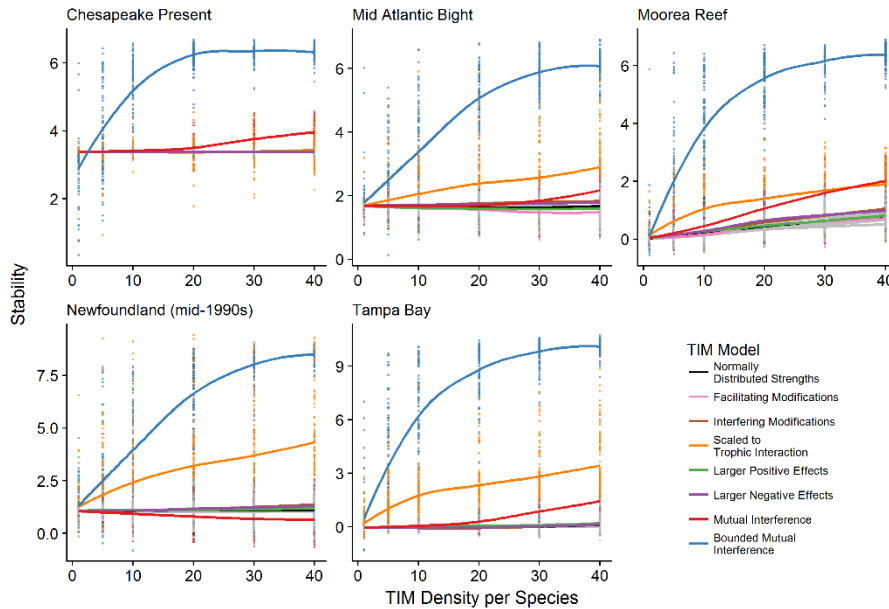 Chesapeake Present
Mid Atlantic Bight
Moorea Reef
6
4
2
0 10 20 30 40
6
4
2
0
0 10 20 30 40
6
4
2
0
0 10 20 30 40
Stability
Newfoundland (mid-1990s)
Tampa Bay
7.5
5.0
2.5
0.0
0 10 20 30 40
9
6
3
0
0 10 20 30 40
TIM Density per Species
TIM Model
Normally
Distributed Strengths
Facilitating Modifications
Interfering Modifications
Scaled to
Trophic Interaction
Larger Positive Effects
Larger Negative Effects
Mutual Interference
Bounded Mutual
Interference